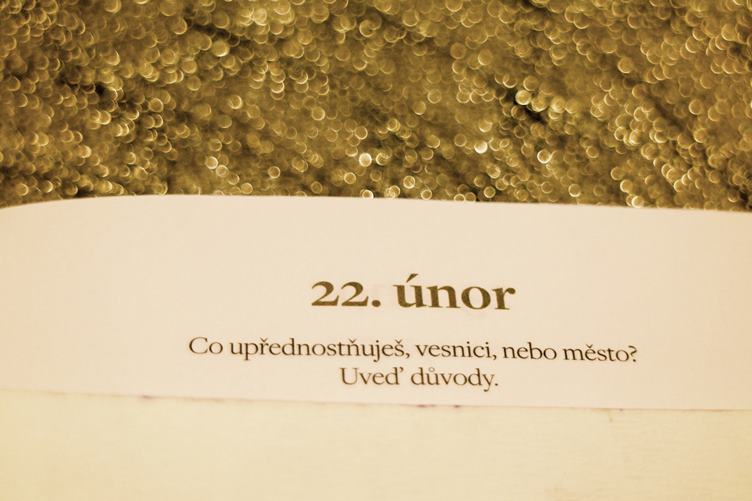 22. únor
Co upřednostňuješ, vesnici, nebo město?
Uveď důvody.